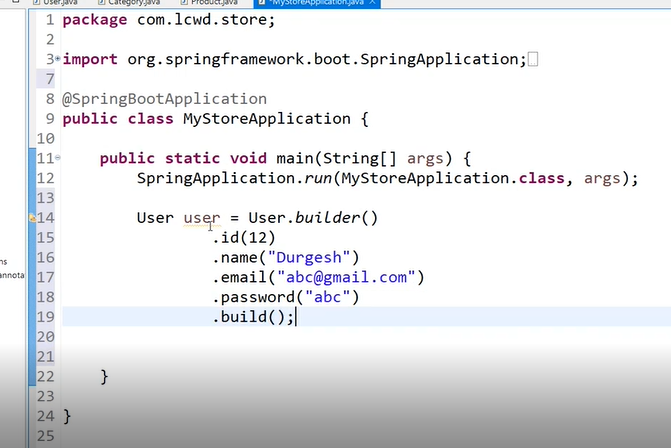 User.java Category.java Product.java *MyStoreApplication.java
1 package com.lcwd.store;
2
3 import org.springframework.boot.SpringApplication;
7
8 @SpringBootApplication
9 public class MyStoreApplication {
10
11 public static void main(String[] args) {
12 SpringApplication.run(MyStoreApplication.class, args);
13
14 User user = User.builder()
15 .id(12)
16 .name("Durgesh")
17 .email("abc@gmail.com")
18 .password("abc")
19 .build();
20
21
22 }
23
24 }
25